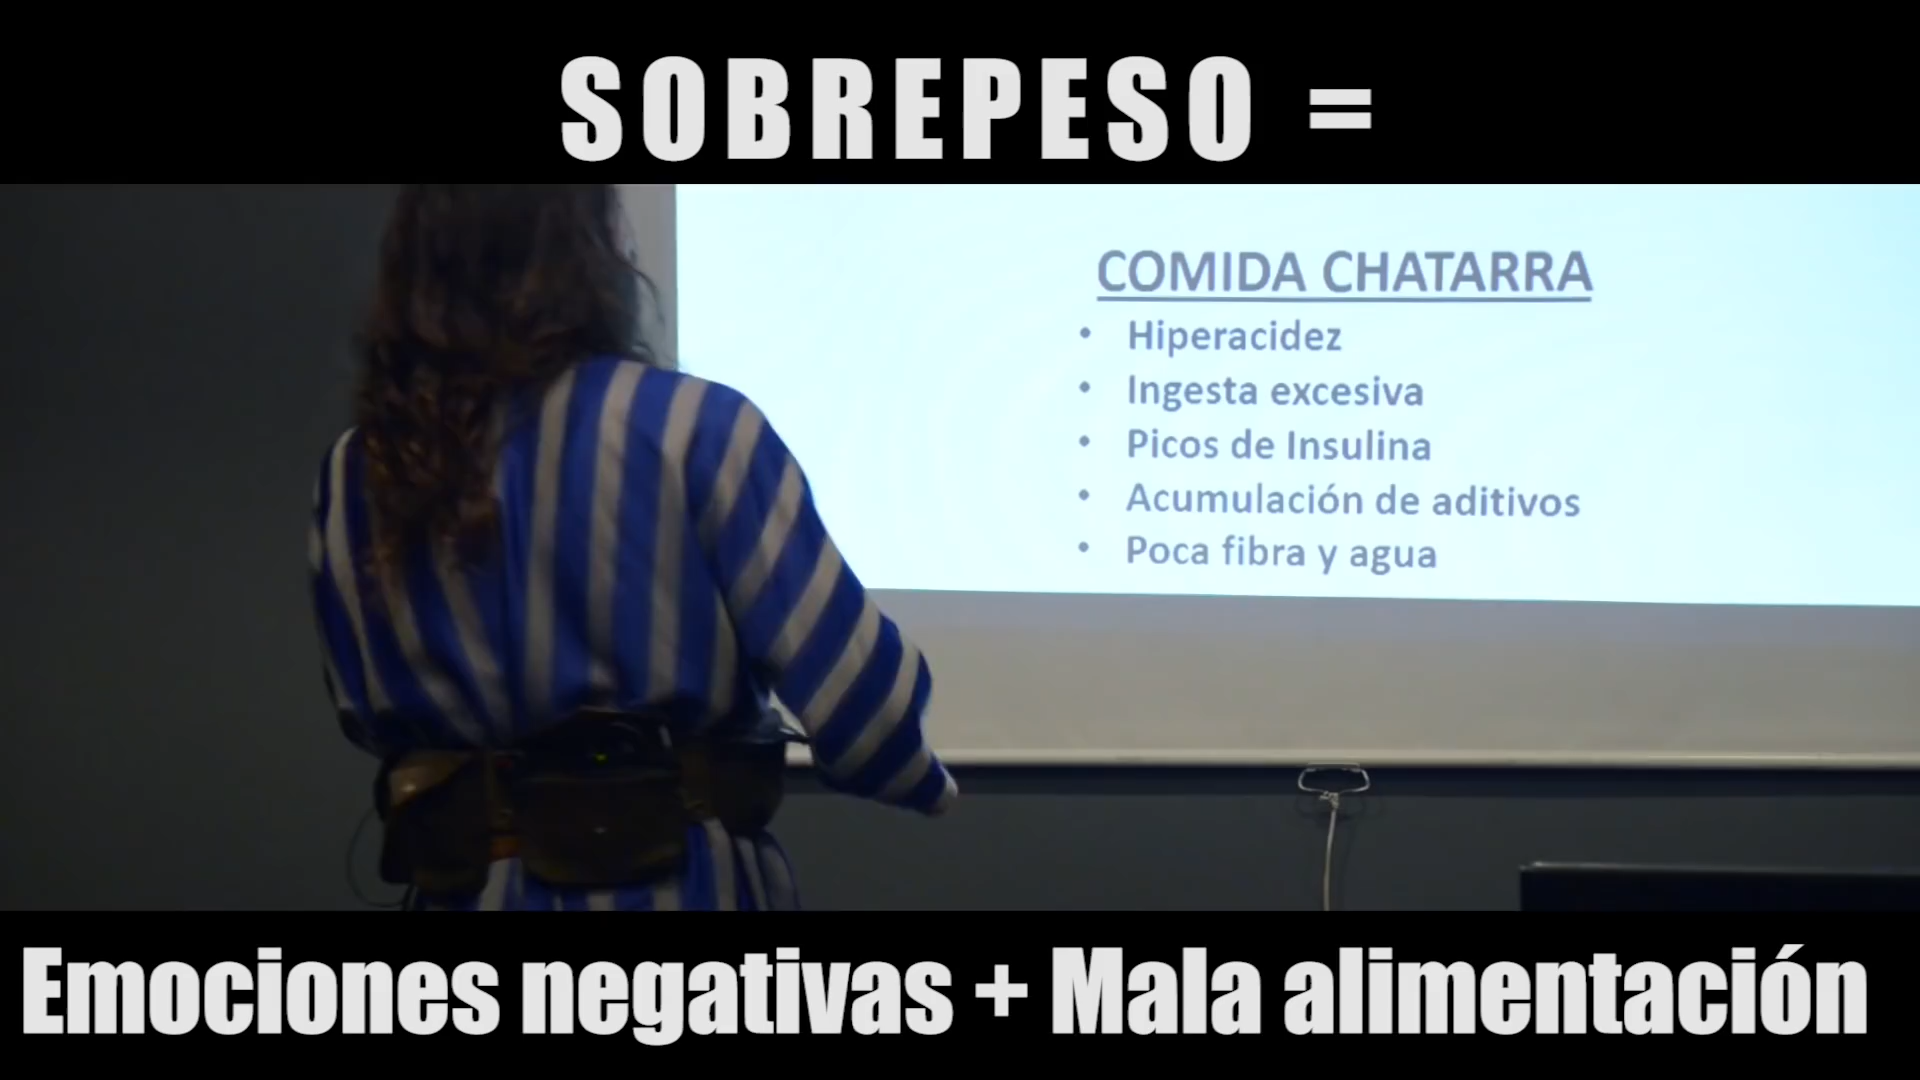 SOBREPESO =
COMIDA CHATARRA
• Hiperacidez
• Ingesta excesiva
• Picos de Insulina
• Acumulación de aditivos
• Poca fibra y agua
Emociones negativas + Mala alimentación